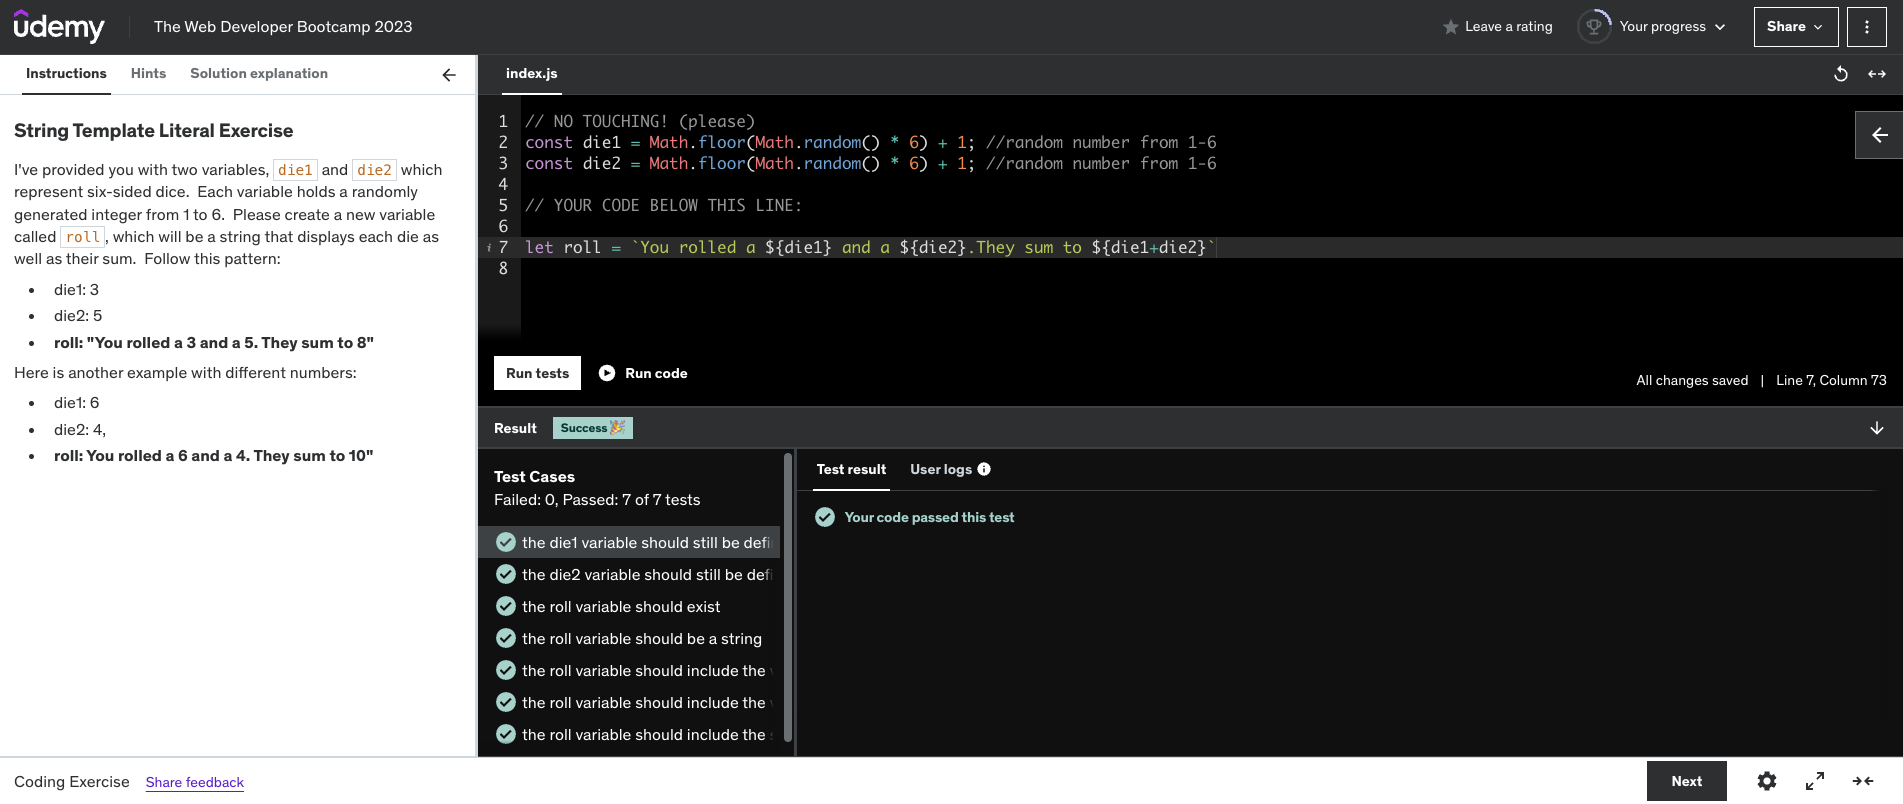 ûdemy
The Web Developer Bootcamp 2023
Leave a rating
Your progress
Share
Instructions
Hints
Solution explanation
String Template Literal Exercise
I've provided you with two variables, die1 and die2 which
represent six-sided dice. Each variable holds a randomly
generated integer from 1 to 6. Please create a new variable
called roll, which will be a string that displays each die as
well as their sum. Follow this pattern:
• die1: 3
• die2: 5
• roll: "You rolled a 3 and a 5. They sum to 8"
Here is another example with different numbers:
• die1: 6
• die2: 4,
• roll: You rolled a 6 and a 4. They sum to 10"
index.js
1 // NO TOUCHING! (please)
2 const die1 = Math.floor(Math.random() * 6) + 1; //random number from 1-6
3 const die2 = Math.floor(Math.random() * 6) + 1; //random number from 1-6
4
5 // YOUR CODE BELOW THIS LINE:
6
i 7 let roll = `You rolled a ${die1} and a ${die2}.They sum to ${die1+die2}`
8
Run tests
Run code
All changes saved | Line 7, Column 73
Result
Success🎉
Test Cases
Failed: 0, Passed: 7 of 7 tests
the die1 variable should still be defi
the die2 variable should still be def
the roll variable should exist
the roll variable should be a string
the roll variable should include the
the roll variable should include the
the roll variable should include the
Test result
User logs
Your code passed this test
Coding Exercise
Share feedback
Next